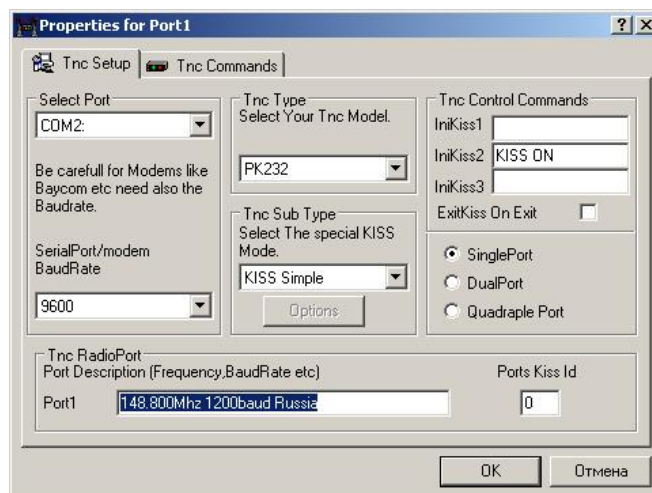 Properties for Port1
Tnc Setup
Tnc Commands
Select Port
COM2:
Be carefull for Modems like
Baycom etc need also the
Baudrate.
SerialPort/modem
BaudRate
9600
Tnc Type
Select Your Tnc Model.
PK232
Tnc Sub Type
Select The special KISS
Mode.
KISS Simple
Options
Tnc Control Commands
IniKiss1
IniKiss2 KISS ON
IniKiss3
ExitKiss On Exit
SinglePort
DualPort
Quadraple Port
Tnc RadioPort
Port Description (Frequency,BaudRate etc)
Ports Kiss Id
Port1 148.800Mhz 1200baud Russia 0
OK
Отмена